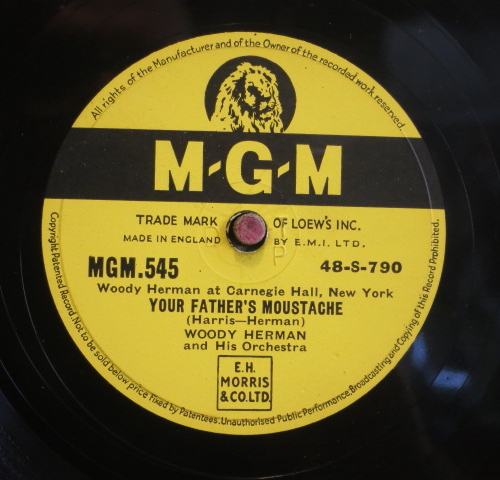 All rights of the Manufacturer and of the Owner of the recorded work reserved.
M-G-M
TRADE MARK OF LOEW'S INC.
MADE IN ENGLAND BY E.M.I. LTD.
MGM.545 48-S-790
Woody Herman at Carnegie Hall, New York
YOUR FATHER'S MOUSTACHE
(Harris—Herman)
WOODY HERMAN
and His Orchestra
E.H.
MORRIS
& CO. LTD.
Copyright Patented Record. Not to be sold below price fixed by Patentees. Unauthorised Public Performance, Broadcasting and Copying of this Record Prohibited.